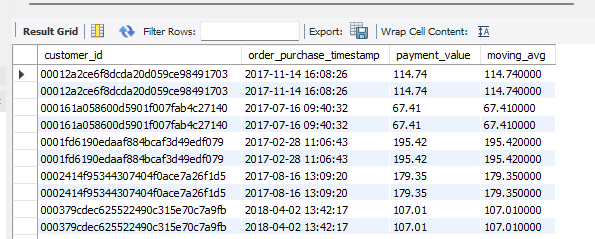 Result Grid Filter Rows: Export: Wrap Cell Content:
customer_id order_purchase_timestamp payment_value moving_avg
00012a2ce6f8dcda20d059ce98491703 2017-11-14 16:08:26 114.74 114.740000
00012a2ce6f8dcda20d059ce98491703 2017-11-14 16:08:26 114.74 114.740000
000161a058600d5901f007fab4c27140 2017-07-16 09:40:32 67.41 67.410000
000161a058600d5901f007fab4c27140 2017-07-16 09:40:32 67.41 67.410000
0001fd6190edaaf884bcaf3d49edf079 2017-02-28 11:06:43 195.42 195.420000
0001fd6190edaaf884bcaf3d49edf079 2017-02-28 11:06:43 195.42 195.420000
0002414f95344307404f0ace7a26f1d5 2017-08-16 13:09:20 179.35 179.350000
0002414f95344307404f0ace7a26f1d5 2017-08-16 13:09:20 179.35 179.350000
000379cdec625522490c315e70c7a9fb 2018-04-02 13:42:17 107.01 107.010000
000379cdec625522490c315e70c7a9fb 2018-04-02 13:42:17 107.01 107.010000